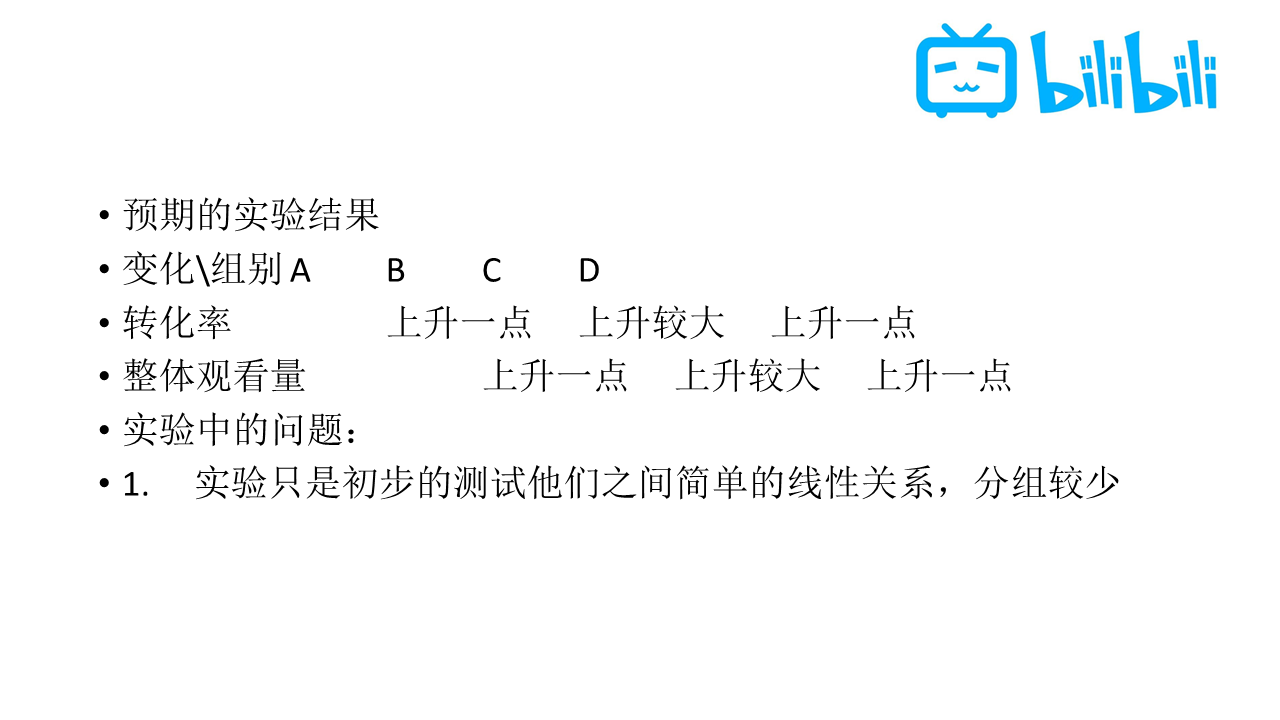 bilibili
• 预期的实验结果
• 变化\组别 A B C D
• 转化率 上升一点 上升较大 上升一点
• 整体观看量 上升一点 上升较大 上升一点
• 实验中的问题：
• 1. 实验只是初步的测试他们之间简单的线性关系，分组较少